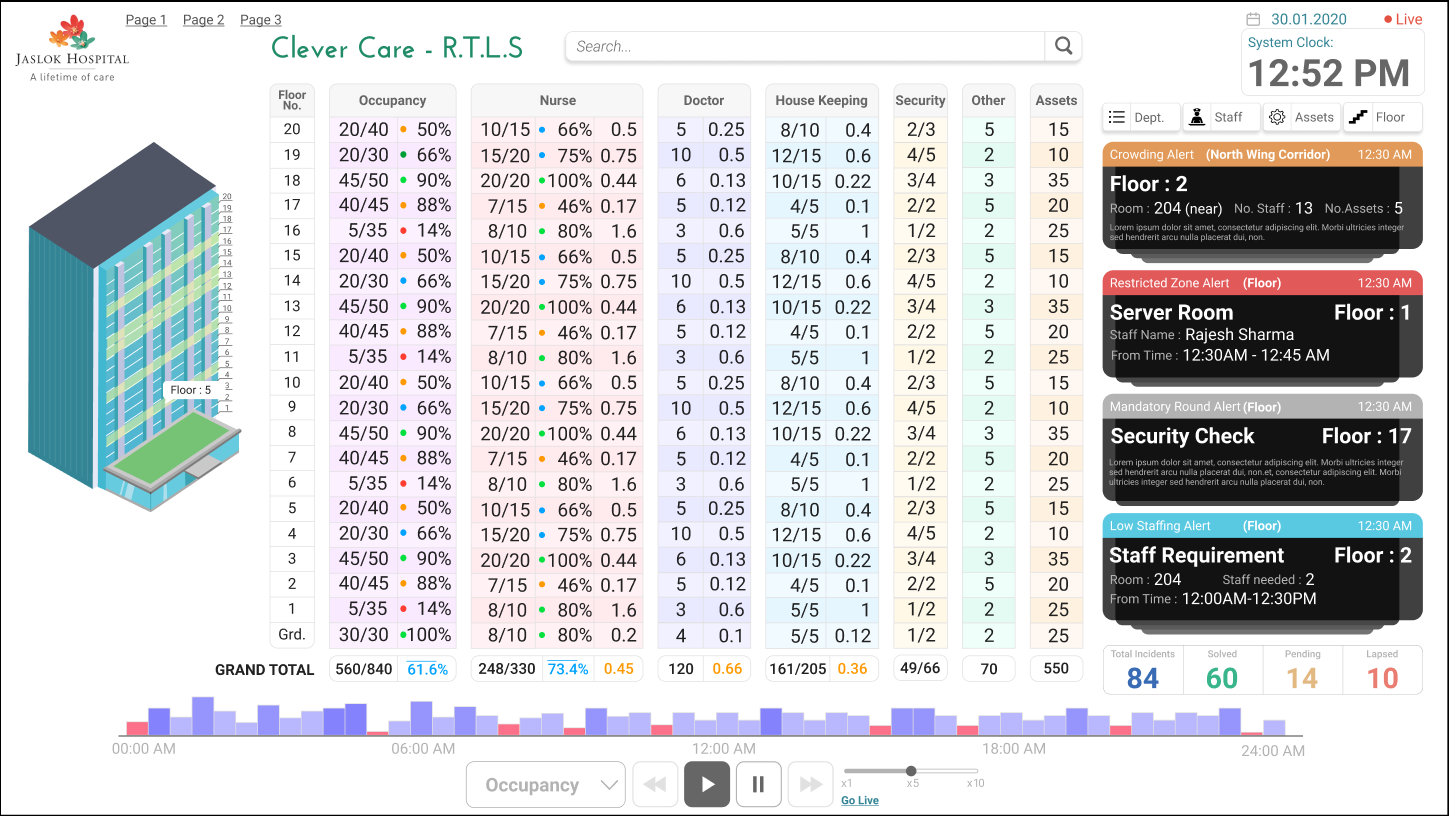 Page 1 Page 2 Page 3
JASLOK HOSPITAL
A lifetime of care
Clever Care - R.T.L.S
Search...
30.01.2020 Live
System Clock:
12:52 PM
Floor No. Occupancy Nurse Doctor House Keeping Security Other Assets
20 20/40 50% 10/15 66% 0.5 5 0.25 8/10 0.4 2/3 5 15
19 20/30 66% 15/20 75% 0.75 10 0.5 12/15 0.6 4/5 2 10
18 45/50 90% 20/20 100% 0.44 6 0.13 10/15 0.22 3/4 3 35
17 40/45 88% 7/15 46% 0.17 5 0.12 4/5 0.1 2/2 5 20
16 5/35 14% 8/10 80% 1.6 3 0.6 5/5 1 1/2 2 25
15 20/40 50% 10/15 66% 0.5 5 0.25 8/10 0.4 2/3 5 15
14 20/30 66% 15/20 75% 0.75 10 0.5 12/15 0.6 4/5 2 10
13 45/50 90% 20/20 100% 0.44 6 0.13 10/15 0.22 3/4 3 35
12 40/45 88% 7/15 46% 0.17 5 0.12 4/5 0.1 2/2 5 20
11 5/35 14% 8/10 80% 1.6 3 0.6 5/5 1 1/2 2 25
10 20/40 50% 10/15 66% 0.5 5 0.25 8/10 0.4 2/3 5 15
9 20/30 66% 15/20 75% 0.75 10 0.5 12/15 0.6 4/5 2 10
8 45/50 90% 20/20 100% 0.44 6 0.13 10/15 0.22 3/4 3 35
7 40/45 88% 7/15 46% 0.17 5 0.12 4/5 0.1 2/2 5 20
6 5/35 14% 8/10 80% 1.6 3 0.6 5/5 1 1/2 2 25
5 20/40 50% 10/15 66% 0.5 5 0.25 8/10 0.4 2/3 5 15
4 20/30 66% 15/20 75% 0.75 10 0.5 12/15 0.6 4/5 2 10
3 45/50 90% 20/20 100% 0.44 6 0.13 10/15 0.22 3/4 3 35
2 40/45 88% 7/15 46% 0.17 5 0.12 4/5 0.1 2/2 5 20
1 5/35 14% 8/10 80% 1.6 3 0.6 5/5 1 1/2 2 25
Grd. 30/30 100% 8/10 80% 0.2 4 0.1 5/5 0.12 1/2 2 25
GRAND TOTAL 560/840 61.6% 248/330 73.4% 0.45 120 0.66 161/205 0.36 49/66 70 550
20
19
18
17
16
15
14
13
12
11
10
9
8
7
6
5
4
3
2
1
Floor : 5
Dept. Staff Assets Floor
Crowding Alert (North Wing Corridor) 12:30 AM
Floor : 2
Room : 204 (near) No. Staff : 13 No.Assets : 5
Lorem ipsum dolor sit amet, consectetur adipiscing elit. Morbi ultricies integer
sed hendrerit arcu nulla placerat dui, non.
Restricted Zone Alert (Floor) 12:30 AM
Server Room Floor : 1
Staff Name : Rajesh Sharma
From Time : 12:30AM - 12:45 AM
Mandatory Round Alert (Floor) 12:30 AM
Security Check Floor : 17
Lorem ipsum dolor sit amet, consectetur adipiscing elit. Morbi ultricies integer
sed hendrerit arcu nulla placerat dui, non.et, consectetur adipiscing elit. Morbi
ultricies integer sed hendrerit arcu nulla placerat dui, non.
Low Staffing Alert (Floor) 12:30 AM
Staff Requirement Floor : 2
Room : 204 Staff needed : 2
From Time : 12:00AM-12:30PM
Total Incidents Solved Pending Lapsed
84 60 14 10
00:00 AM 06:00 AM 12:00 AM 18:00 AM 24:00 AM
Occupancy
x1 x5 x10
Go Live